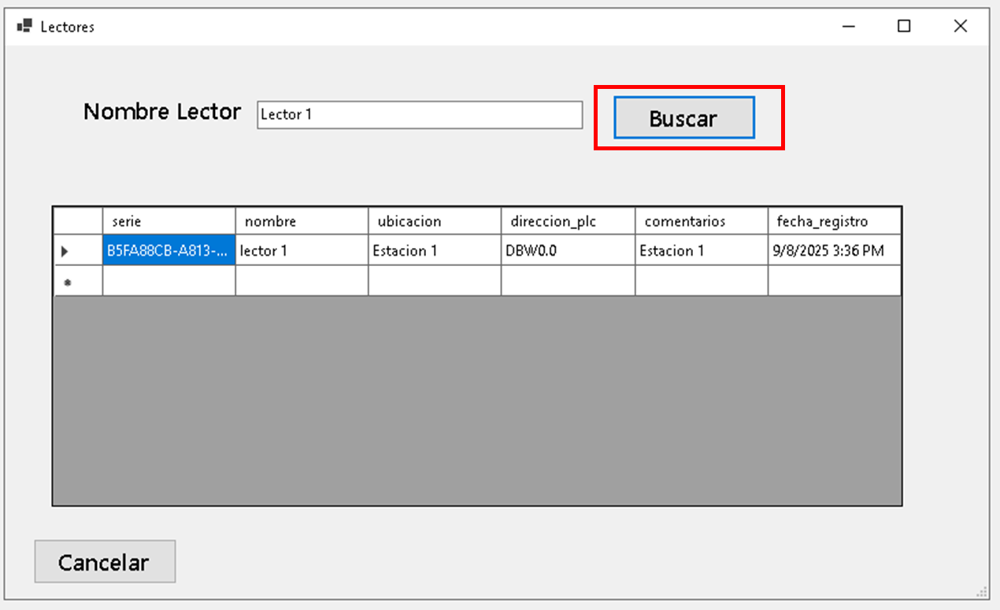 Lectores
Nombre Lector Lector 1 Buscar
serie nombre ubicacion direccion_plc comentarios fecha_registro
B5FA88CB-A813-... lector 1 Estacion 1 DBW0.0 Estacion 1 9/8/2025 3:36 PM
Cancelar